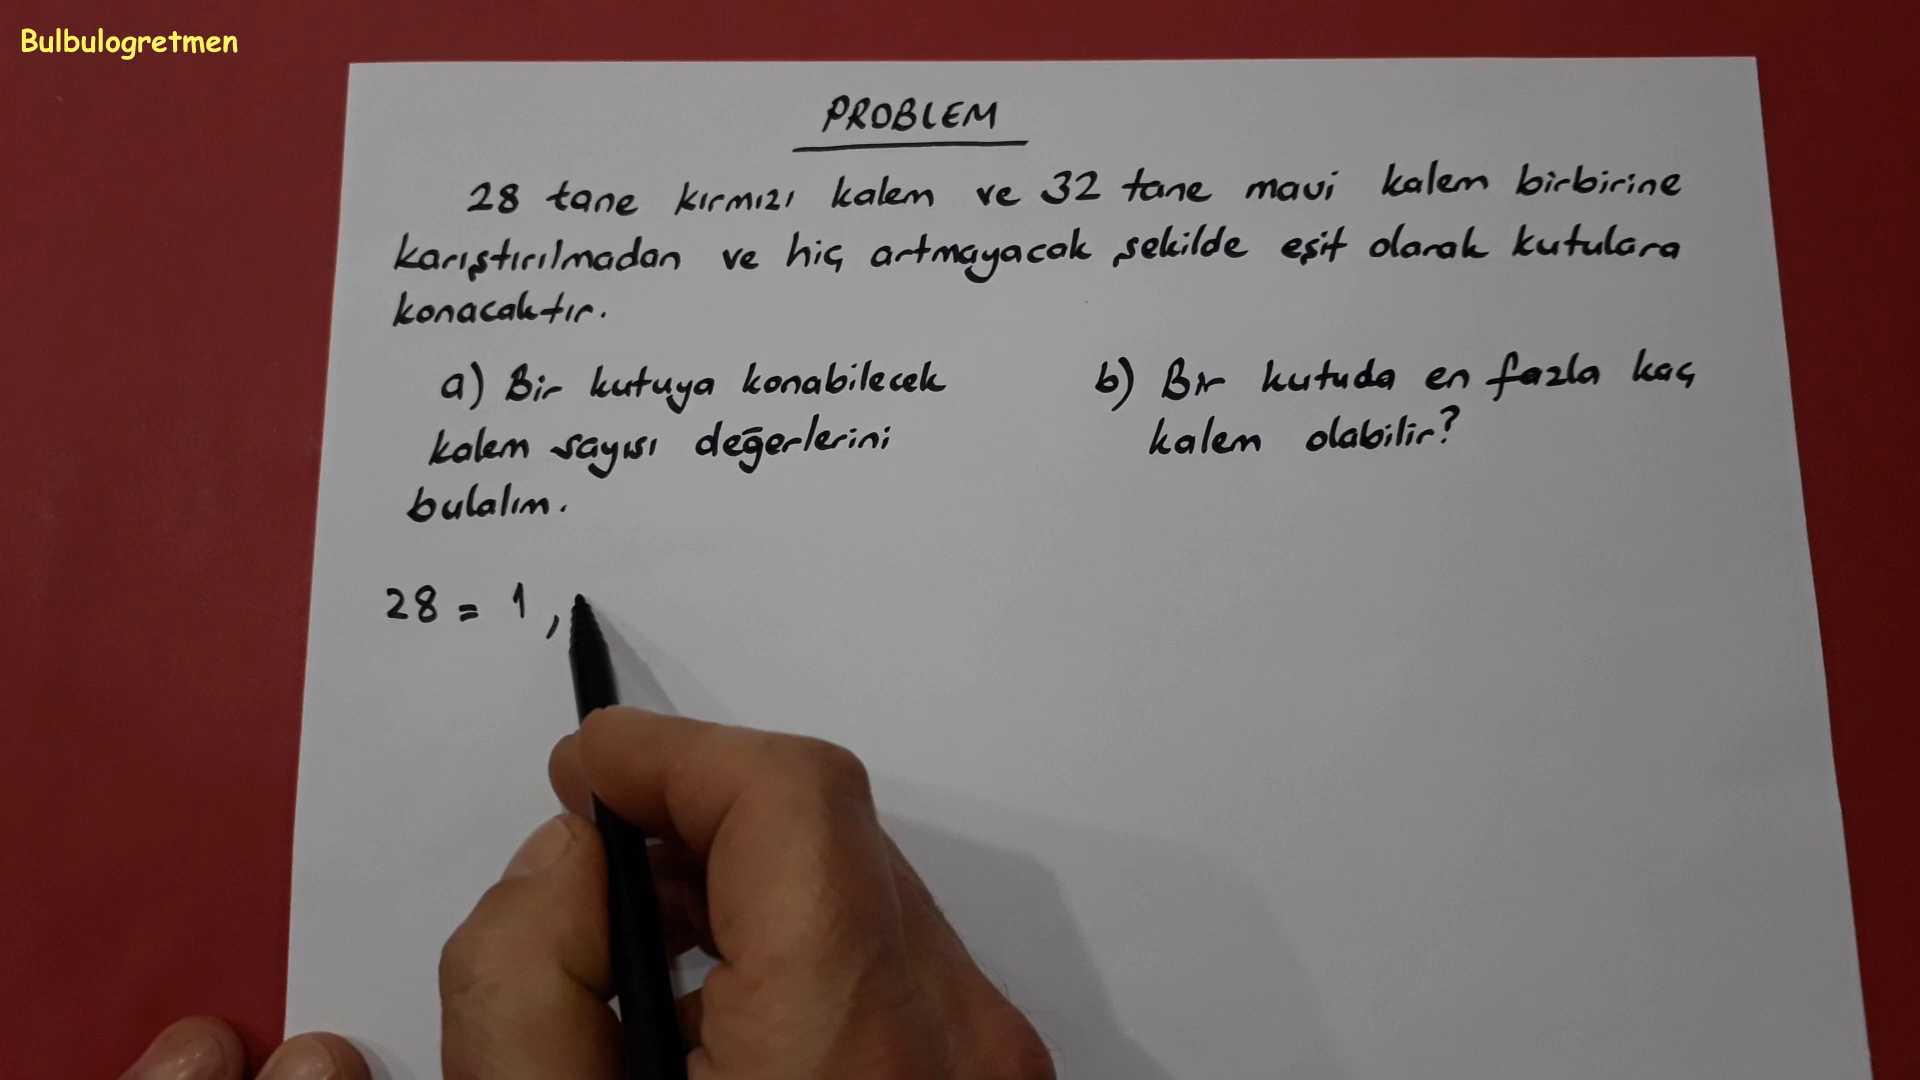 Bulbulogretmen
PROBLEM
28 tane kırmızı kalem ve 32 tane mavi kalem birbirine
karıştırılmadan ve hiç artmayacak şekilde eşit olarak kutulara
konacaktır.
a) Bir kutuya konabilecek
kalem sayısı değerlerini
bulalım.
b) Bir kutuda en fazla kaç
kalem olabilir?
28 = 1 ,